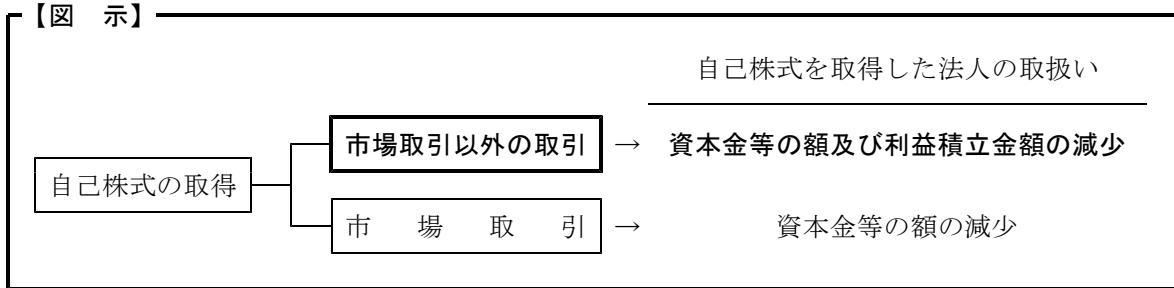 【図　示】
自己株式を取得した法人の取扱い
市場取引以外の取引 → 資本金等の額及び利益積立金額の減少
自己株式の取得
市　場　取　引 → 資本金等の額の減少